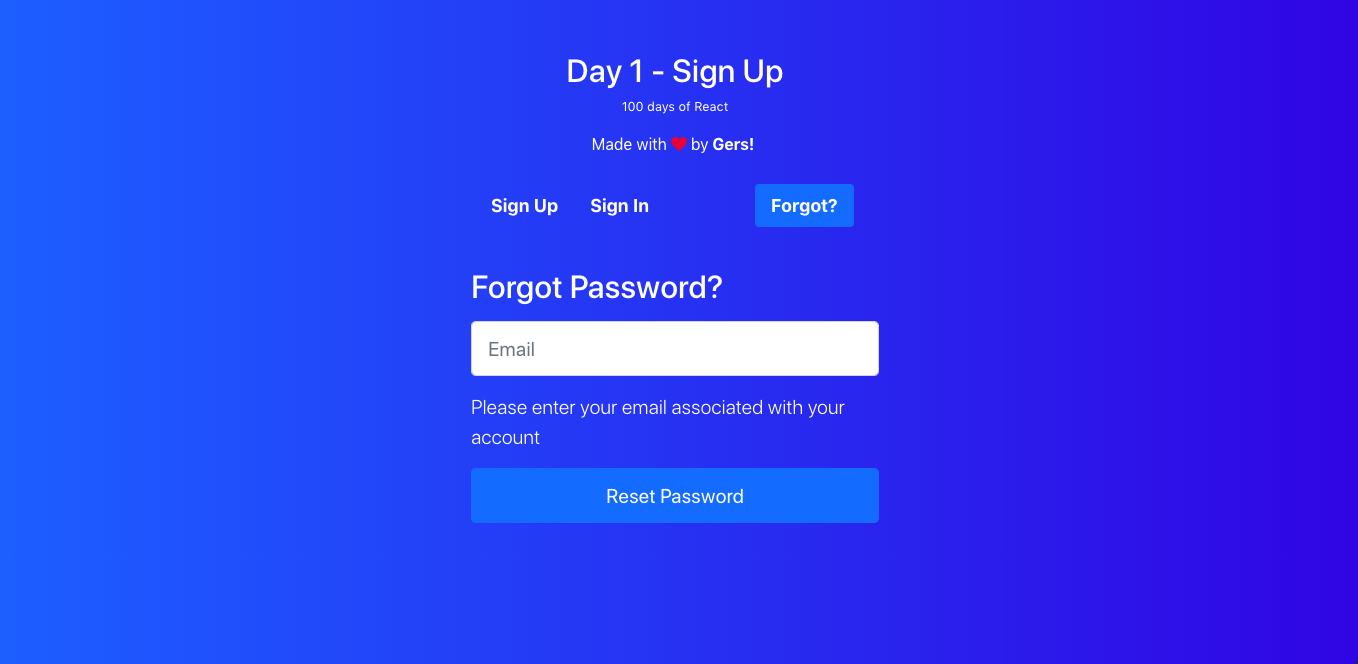 Day 1 - Sign Up
100 days of React
Made with ❤ by Gers!
Sign Up Sign In Forgot?
Forgot Password?
Email
Please enter your email associated with your
account
Reset Password